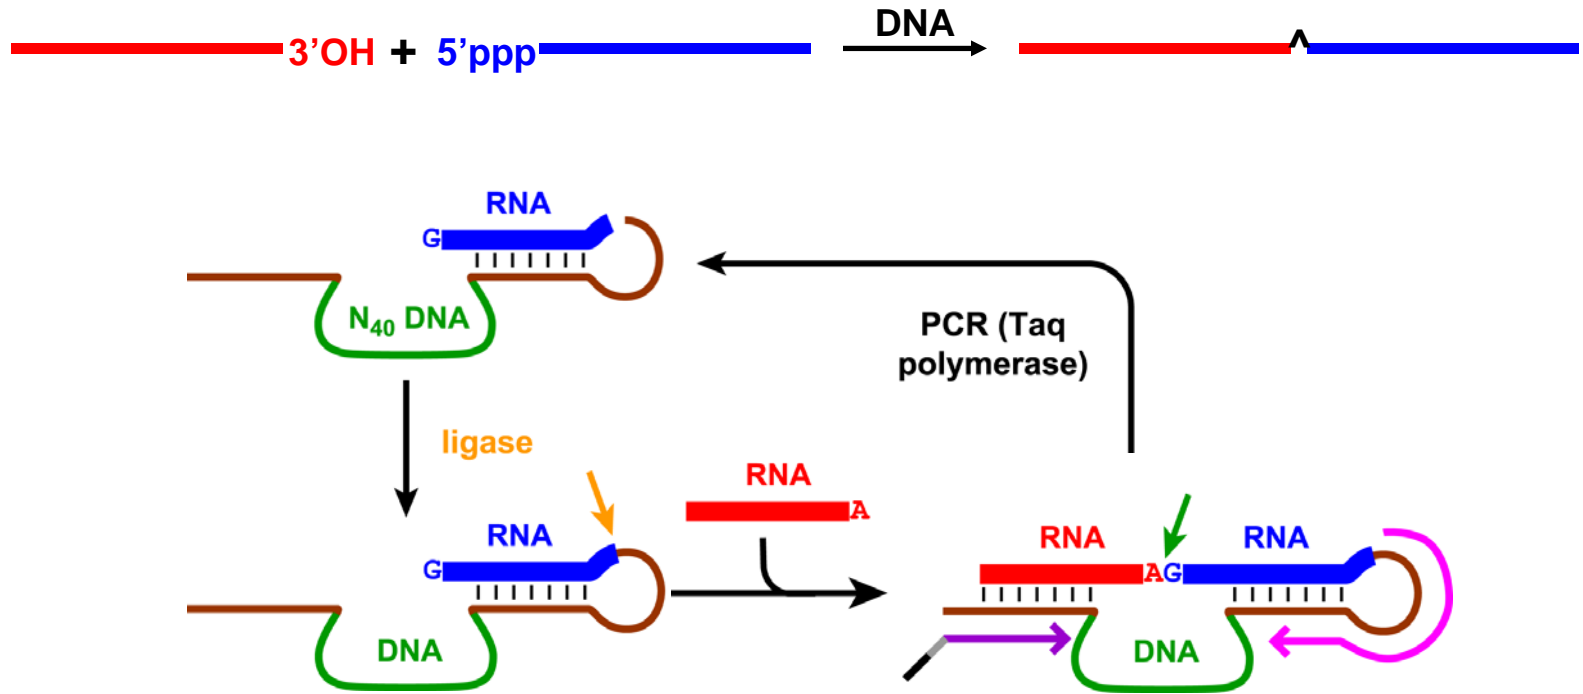 3'OH + 5'ppp DNA ^
RNA
G
N40 DNA
PCR (Taq
polymerase)
ligase
RNA
A
RNA
G
DNA
RNA
RNA
AG
DNA